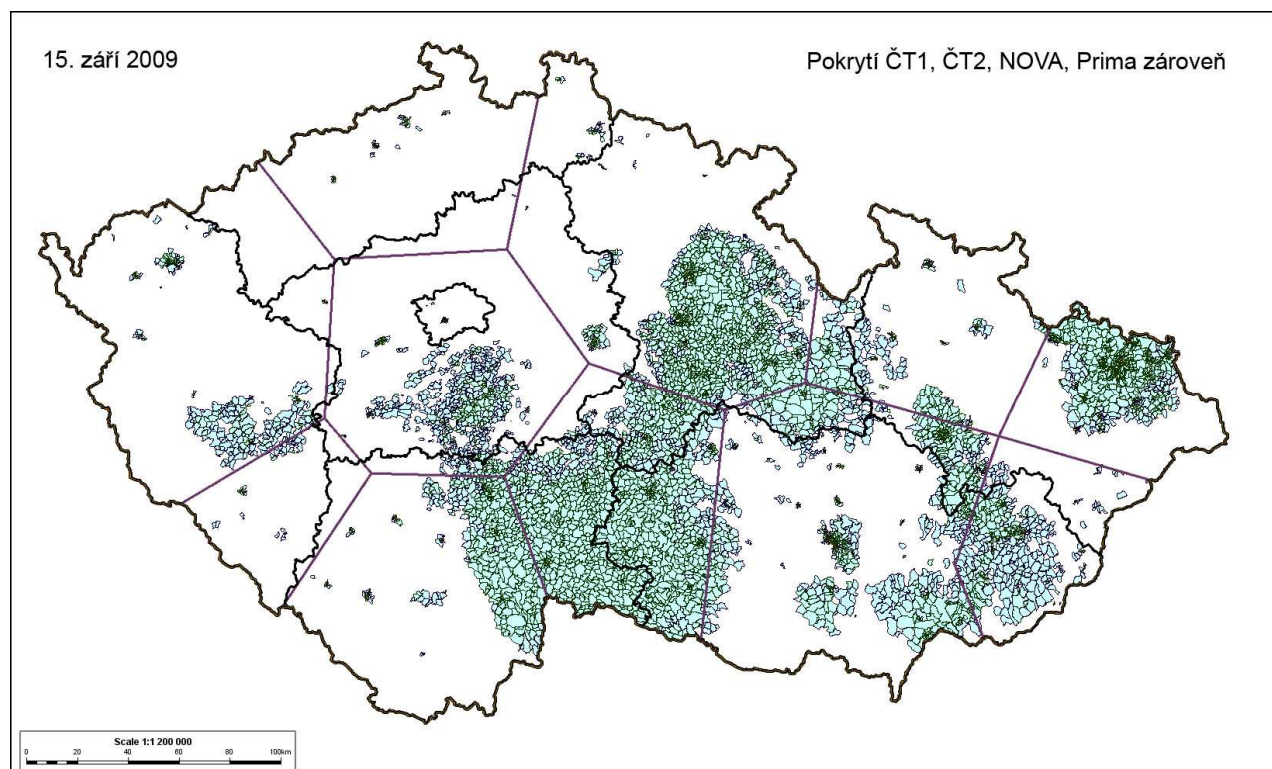 15. září 2009
Pokrytí ČT1, ČT2, NOVA, Prima zároveň
Scale 1:1 200 000
0 20 40 60 80 100km